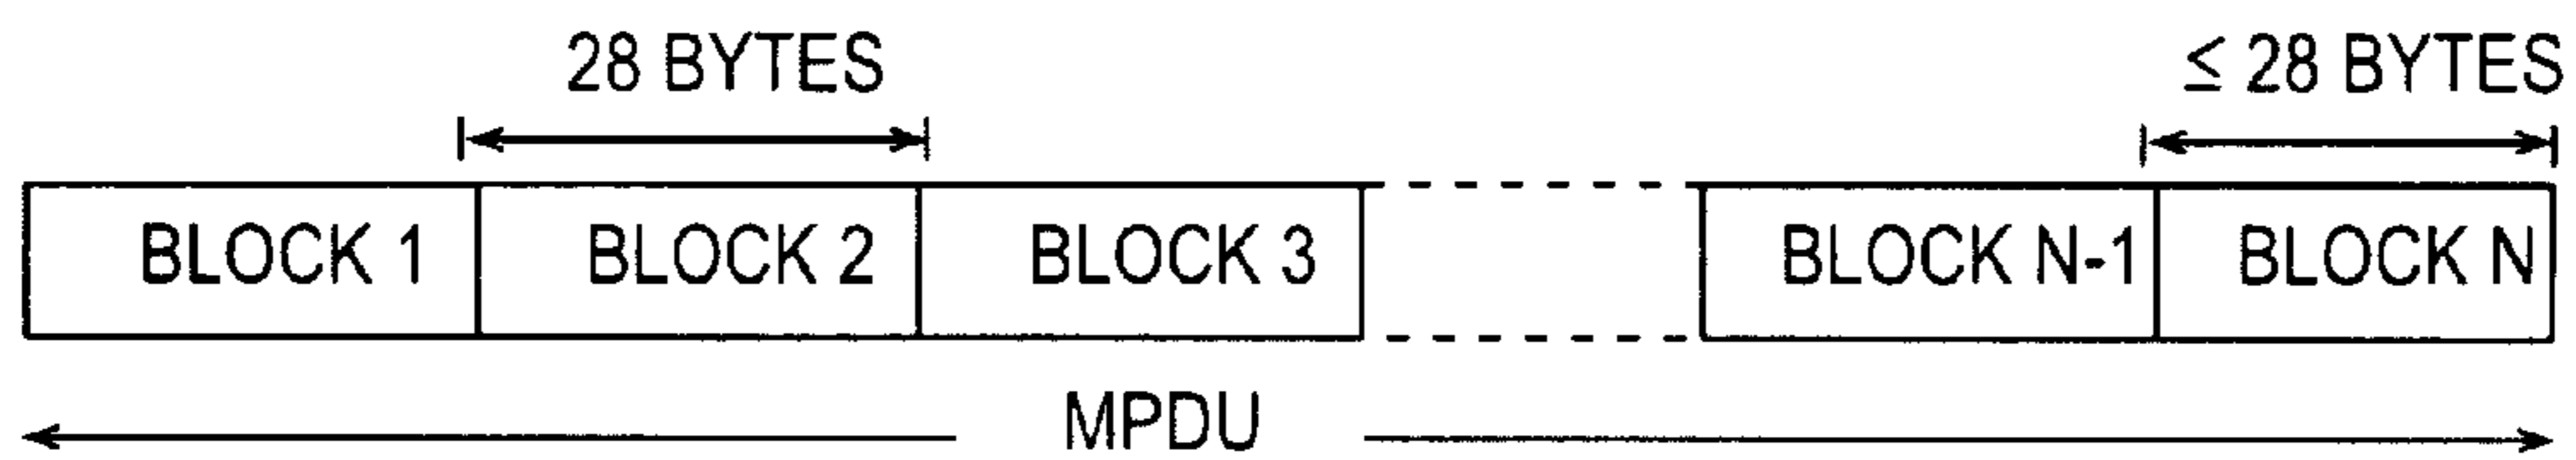 28 BYTES ≤ 28 BYTES
BLOCK 1 BLOCK 2 BLOCK 3 BLOCK N-1 BLOCK N
MPDU